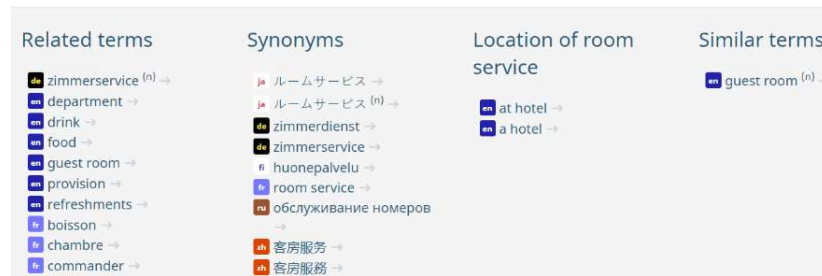 Related terms
de zimmerservice (n) →
en department →
en drink →
en food →
en guest room →
en provision →
en refreshments →
fr boisson →
fr chambre →
fr commander →
Synonyms
ja ルームサービス →
ja ルームサービス (n) →
de zimmerdienst →
de zimmerservice →
fi huonepalvelu →
fr room service →
ru обслуживание номеров
→
zh 客房服务 →
zh 客房服務 →
Location of room
service
en at hotel →
en a hotel →
Similar terms
en guest room (n)